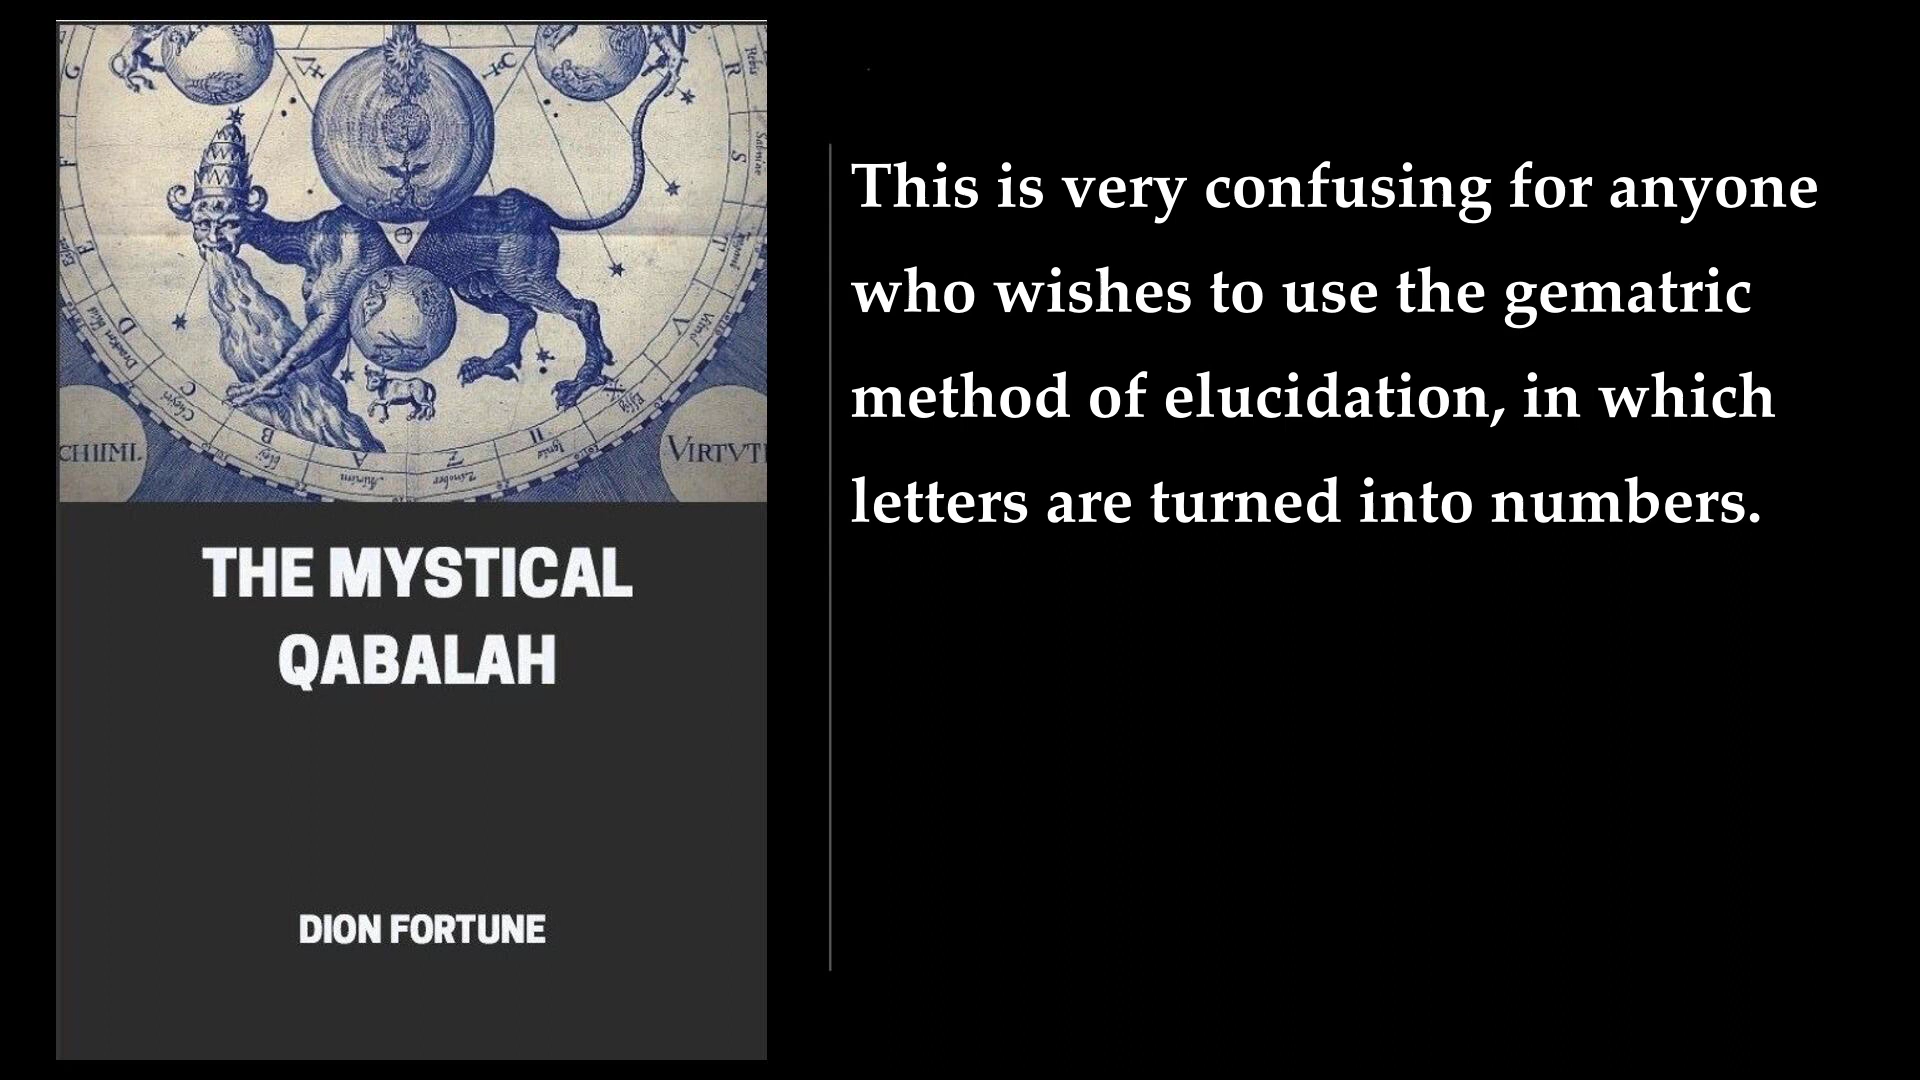 CHIIMI.
VIRTVT
THE MYSTICAL
QABALAH
DION FORTUNE
This is very confusing for anyone
who wishes to use the gematric
method of elucidation, in which
letters are turned into numbers.